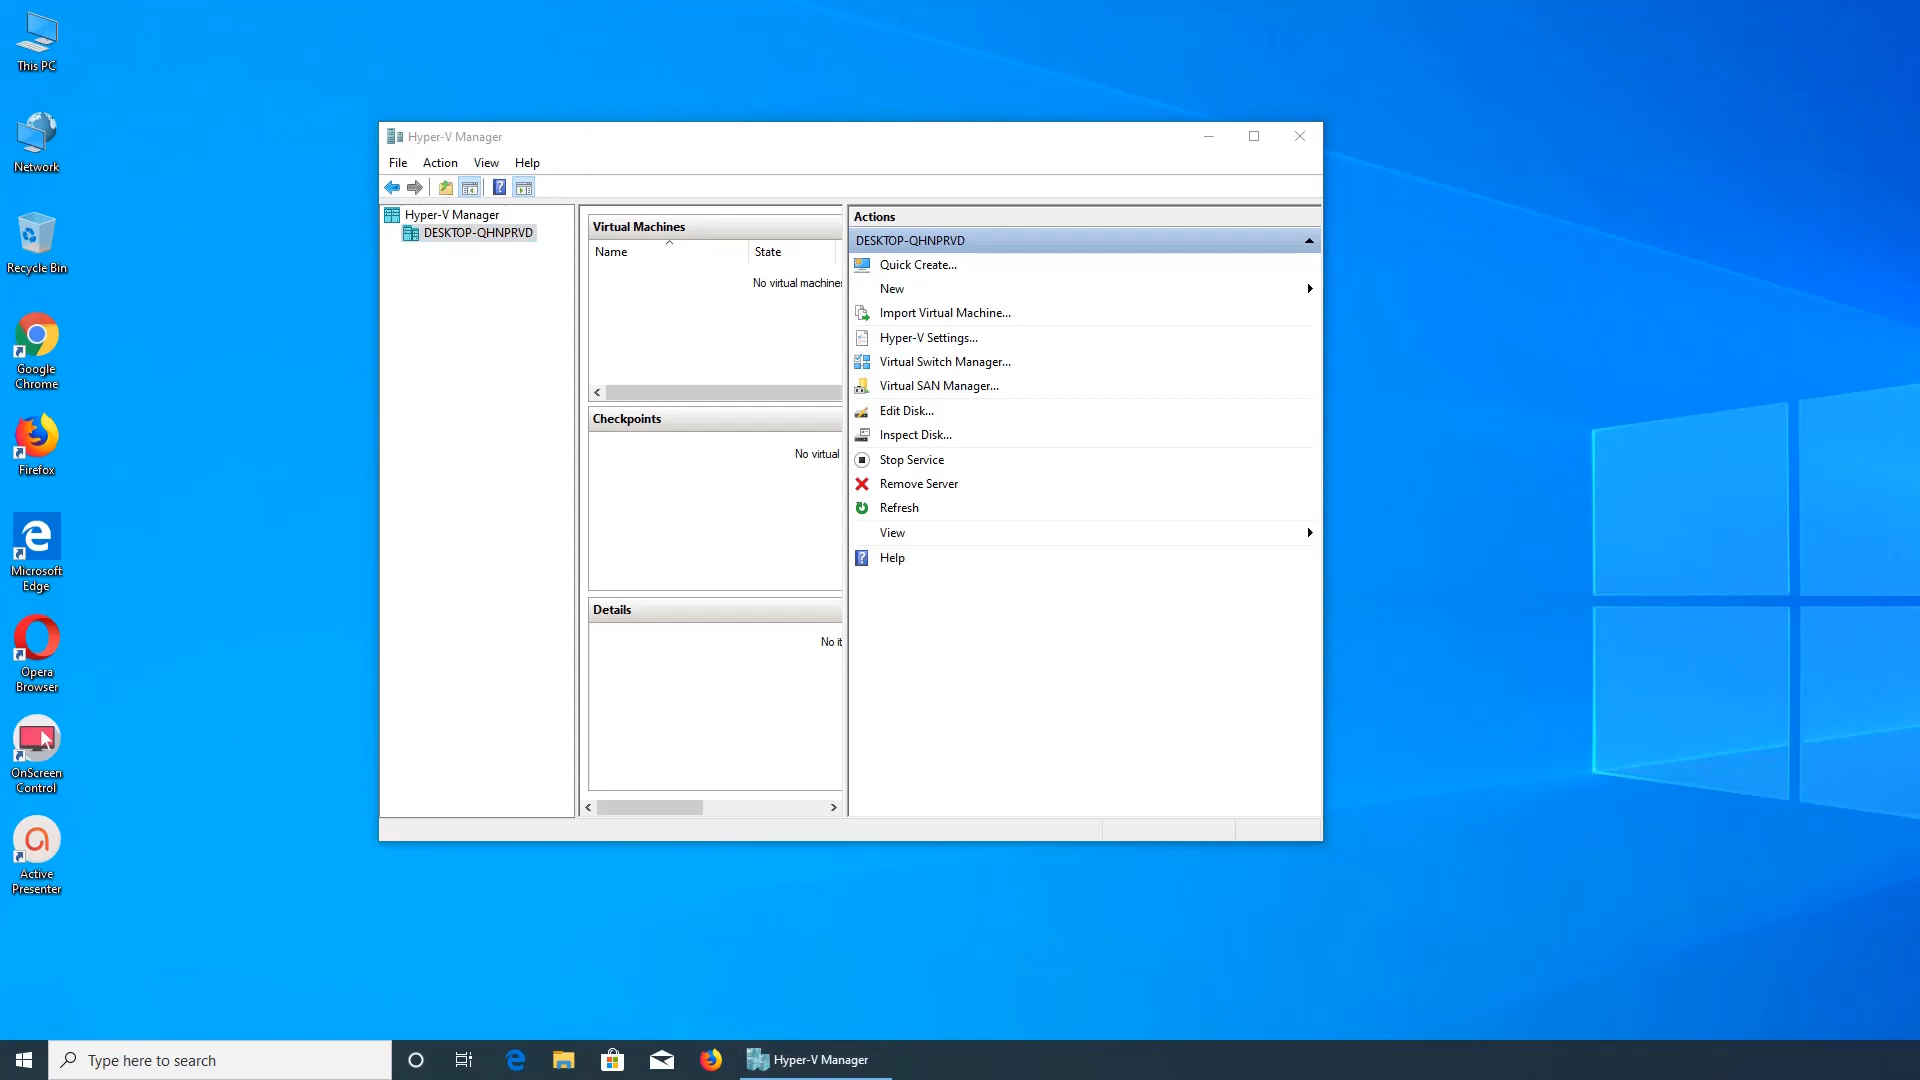 This PC
Network
Recycle Bin
Google
Chrome
Firefox
Microsoft
Edge
Opera
Browser
OnScreen
Control
Active
Presenter
Hyper-V Manager
File Action View Help
Hyper-V Manager
DESKTOP-QHNPRVD
Virtual Machines
Name State
No virtual machines
Checkpoints
No virtual
Details
No it
Actions
DESKTOP-QHNPRVD
Quick Create...
New
Import Virtual Machine...
Hyper-V Settings...
Virtual Switch Manager...
Virtual SAN Manager...
Edit Disk...
Inspect Disk...
Stop Service
Remove Server
Refresh
View
Help
Type here to search
Hyper-V Manager